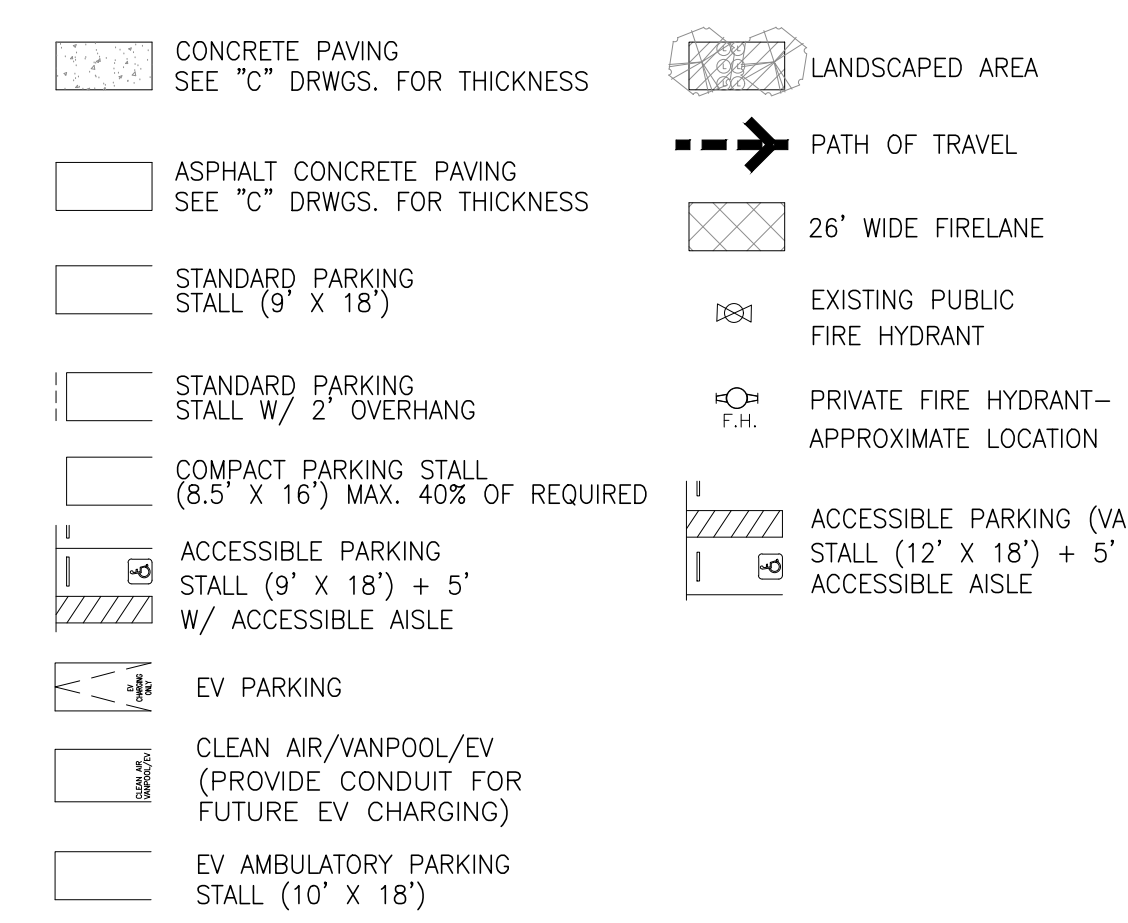 CONCRETE PAVING
SEE "C" DRWGS. FOR THICKNESS
ASPHALT CONCRETE PAVING
SEE "C" DRWGS. FOR THICKNESS
STANDARD PARKING
STALL (9' X 18')
STANDARD PARKING
STALL W/ 2' OVERHANG
COMPACT PARKING STALL
(8.5' X 16') MAX. 40% OF REQUIRED
ACCESSIBLE PARKING
STALL (9' X 18') + 5'
W/ ACCESSIBLE AISLE
EV
CHARGING
ONLY
EV PARKING
CLEAN AIR
VANPOOL/EV
CLEAN AIR/VANPOOL/EV
(PROVIDE CONDUIT FOR
FUTURE EV CHARGING)
EV AMBULATORY PARKING
STALL (10' X 18')
LANDSCAPED AREA
PATH OF TRAVEL
26' WIDE FIRELANE
EXISTING PUBLIC
FIRE HYDRANT
F.H.
PRIVATE FIRE HYDRANT–
APPROXIMATE LOCATION
ACCESSIBLE PARKING (VA
STALL (12' X 18') + 5'
ACCESSIBLE AISLE